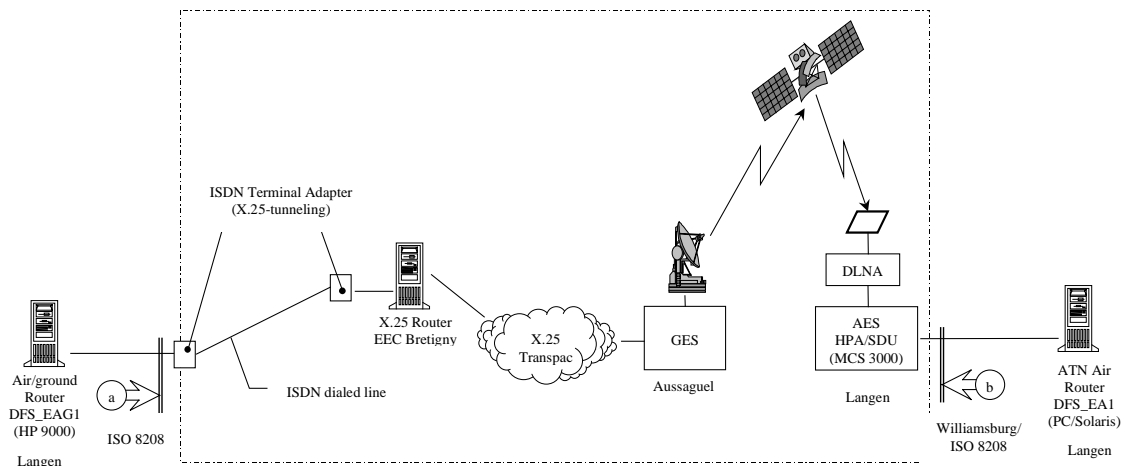 ISDN Terminal Adapter
(X.25-tunneling)
DLNA
X.25 Router
EEC Bretigny
X.25
Transpac
GES
AES
HPA/SDU
(MCS 3000)
Aussaguel
Langen
ISDN dialed line
Air/ground
Router
DFS_EAG1
(HP 9000)
Langen
a
ISO 8208
b
Williamsburg/
ISO 8208
ATN Air
Router
DFS_EA1
(PC/Solaris)
Langen